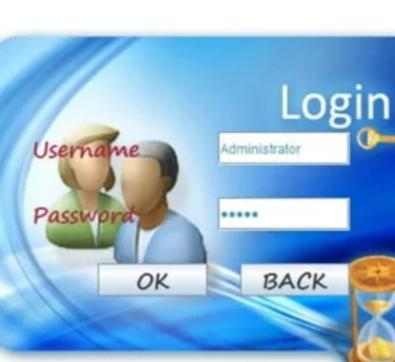 Login
Username
Administrator
Password
•••••
OK
BACK